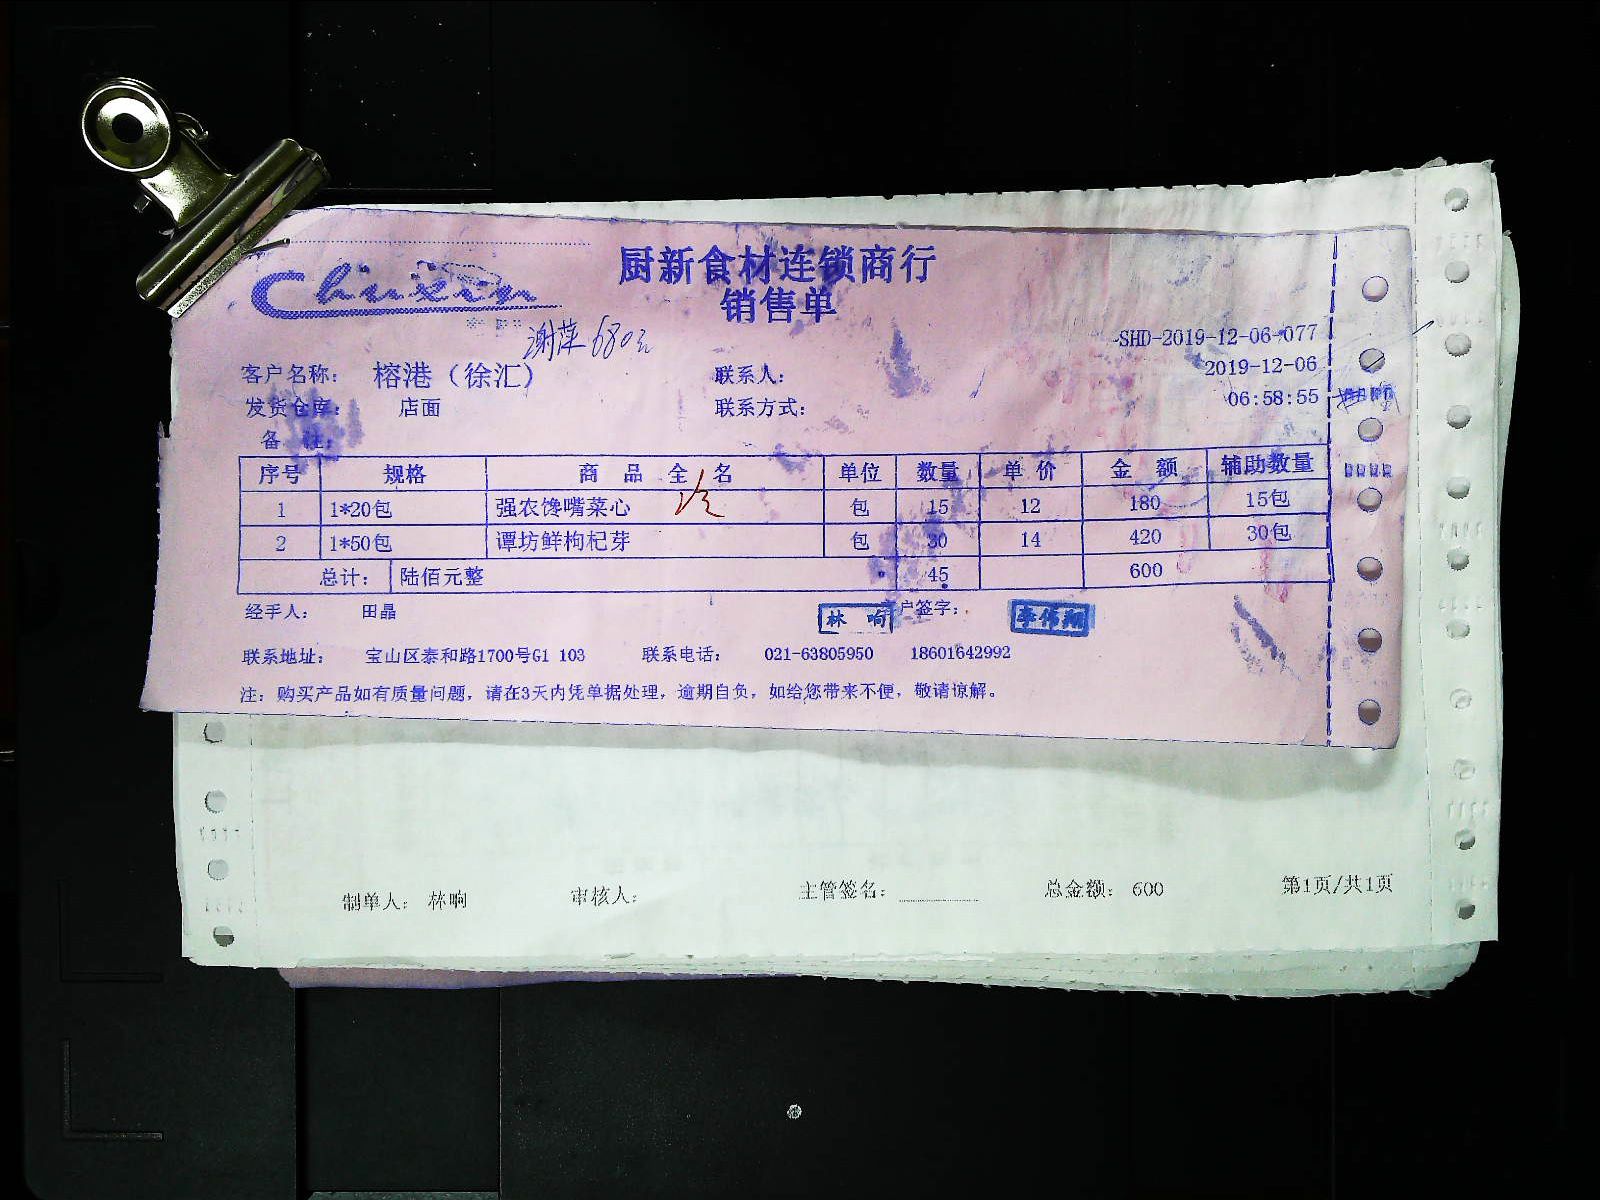 Chuxin
厨新食材连锁商行
销售单
谢萍 680元
SHD-2019-12-06-077
客户名称： 榕港（徐汇） 联系人： 2019-12-06
发货仓库： 店面 联系方式： 06:58:55
备 注：
序号 规格 商 品 全 名 单位 数量 单 价 金 额 辅助数量
1 1*20包 强农馋嘴菜心 包 15 12 180 15包
2 1*50包 谭坊鲜枸杞芽 包 30 14 420 30包
总计： 陆佰元整 45 600
经手人： 田晶 林 响 户签字： 李伟翔
联系地址： 宝山区泰和路1700号G1 103 联系电话： 021-63805950 18601642992
注：购买产品如有质量问题，请在3天内凭单据处理，逾期自负，如给您带来不便，敬请谅解。
制单人： 林响 审核人： 主管签名： 总金额： 600 第1页/共1页